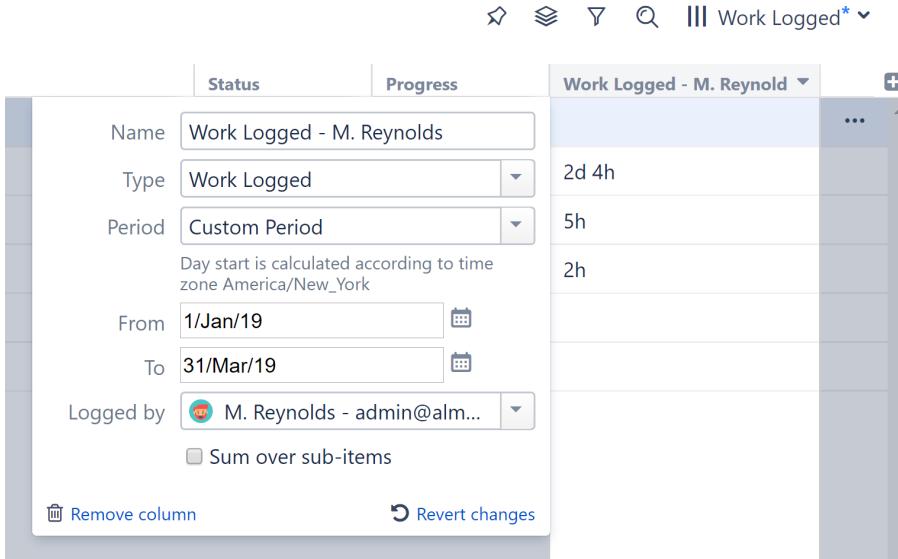 Work Logged*
Status Progress Work Logged - M. Reynold
Name Work Logged - M. Reynolds
Type Work Logged
2d 4h
Period Custom Period
5h
Day start is calculated according to time
zone America/New_York
2h
From 1/Jan/19
To 31/Mar/19
Logged by M. Reynolds - admin@alm...
Sum over sub-items
Remove column Revert changes